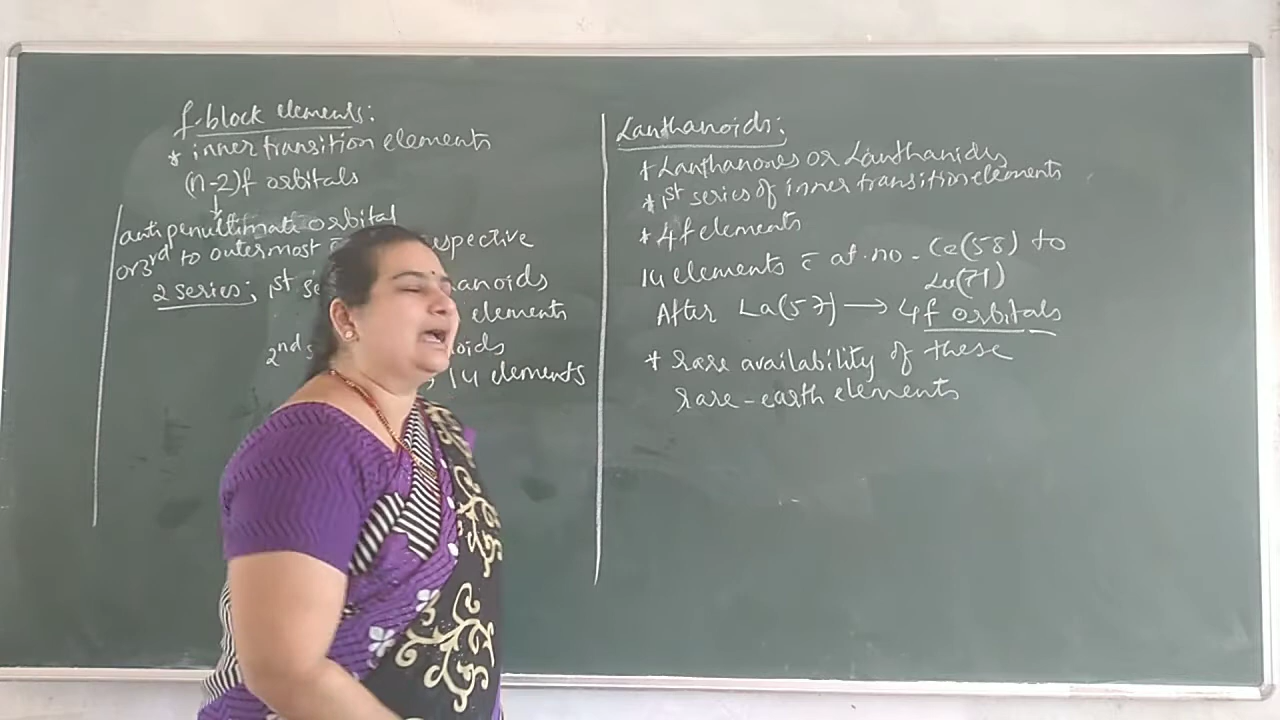 f-block elements:
* inner transition elements
(n-2)f orbitals
↓
antipenultimate orbital
or 3rd to outermost espective
2 series; 1st se anoids
elements
2nd s noids
, 14 elements
Lanthanoids:
* Lanthanones or Lanthanides
* 1st series of inner transition elements
* 4f elements
14 elements c̄ at. no - Ce(58) to
Lu(71)
After La(57) → 4f orbitals
* rare availability of these
rare-earth elements